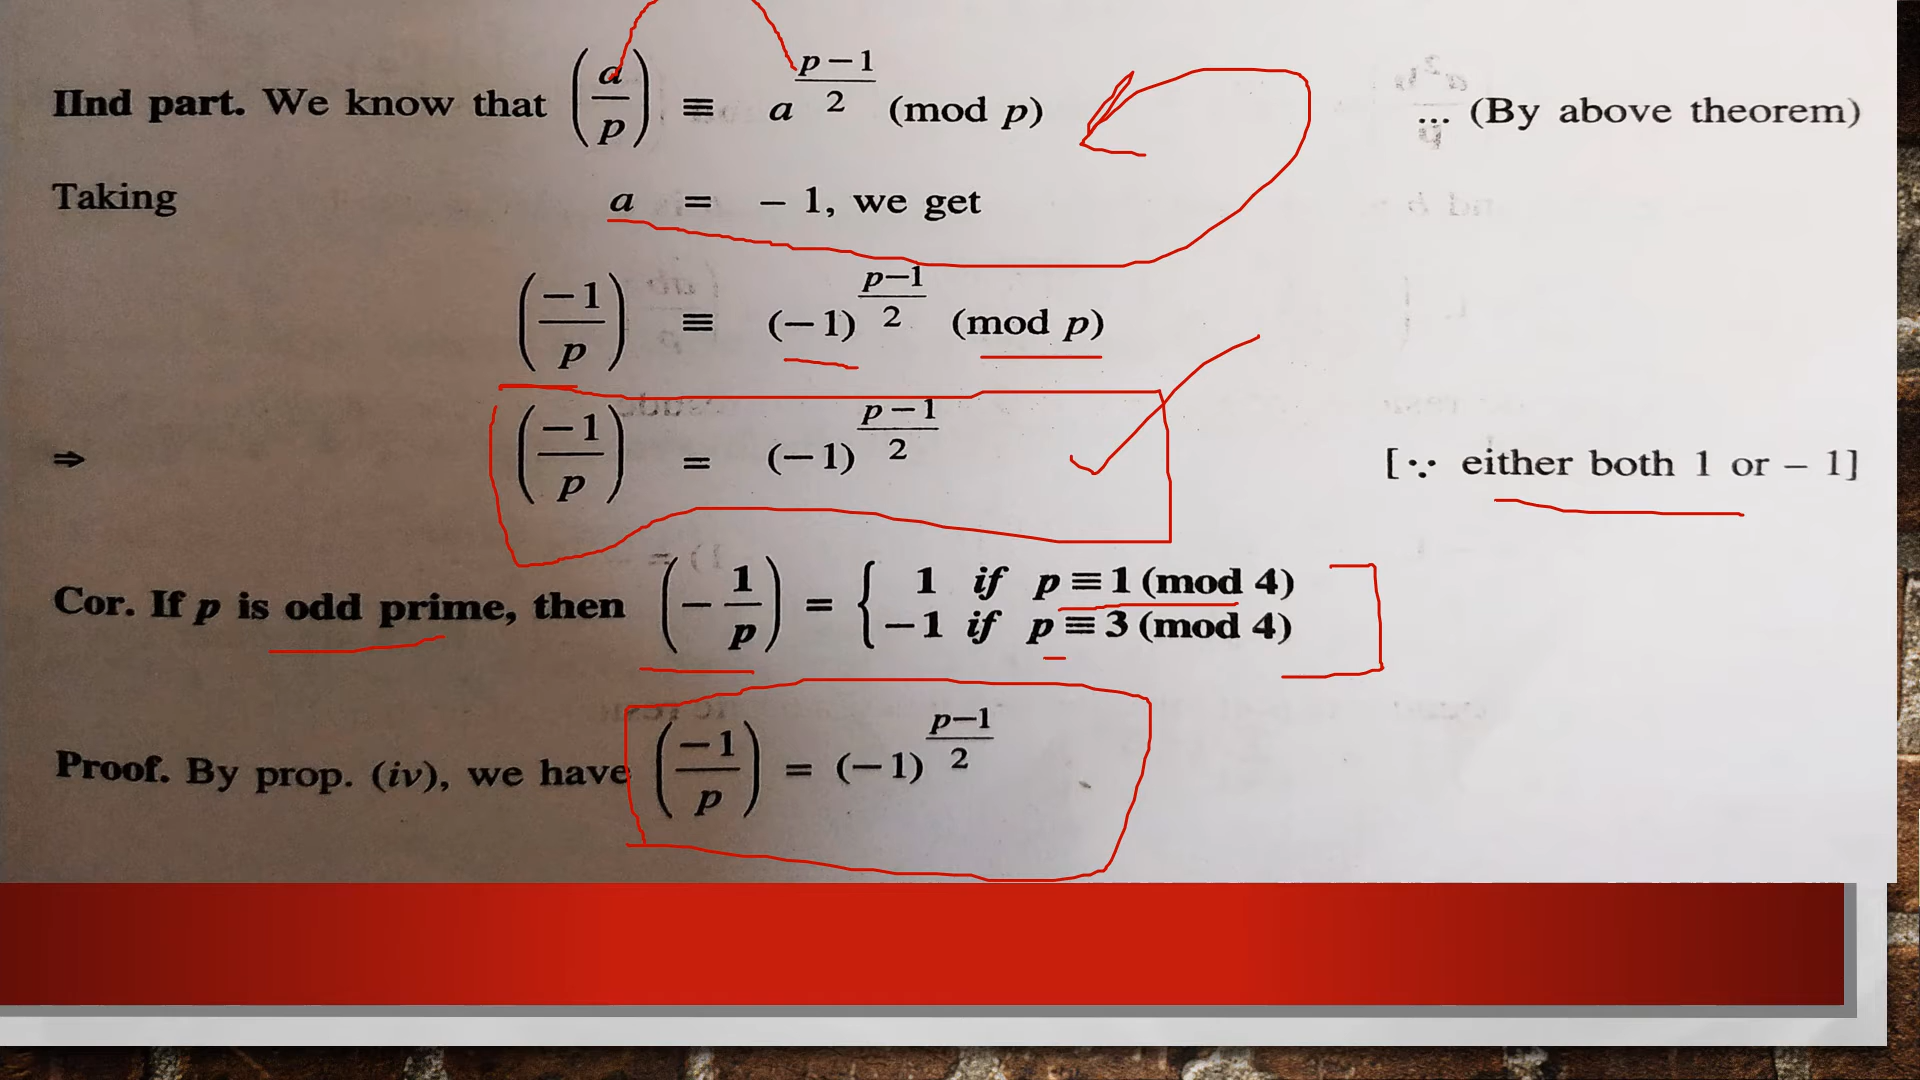 IInd part. We know that (a/p) ≡ a^((p−1)/2) (mod p) ... (By above theorem)
Taking a = − 1, we get
(−1/p) ≡ (−1)^((p−1)/2) (mod p)
⇒ (−1/p) = (−1)^((p−1)/2) [∵ either both 1 or − 1]
Cor. If p is odd prime, then (−1/p) = { 1 if p ≡ 1 (mod 4)
−1 if p ≡ 3 (mod 4)
Proof. By prop. (iv), we have (−1/p) = (−1)^((p−1)/2)